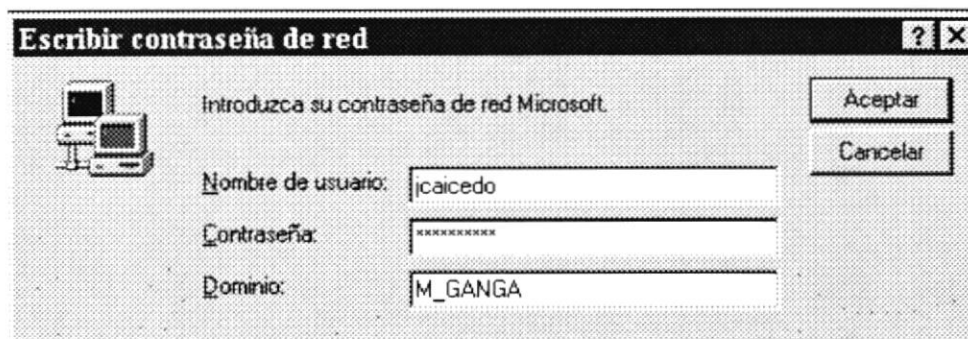 Escribir contraseña de red
? X
Introduzca su contraseña de red Microsoft.
Aceptar
Cancelar
Nombre de usuario: jcaicedo
Contraseña: **********
Dominio: M_GANGA